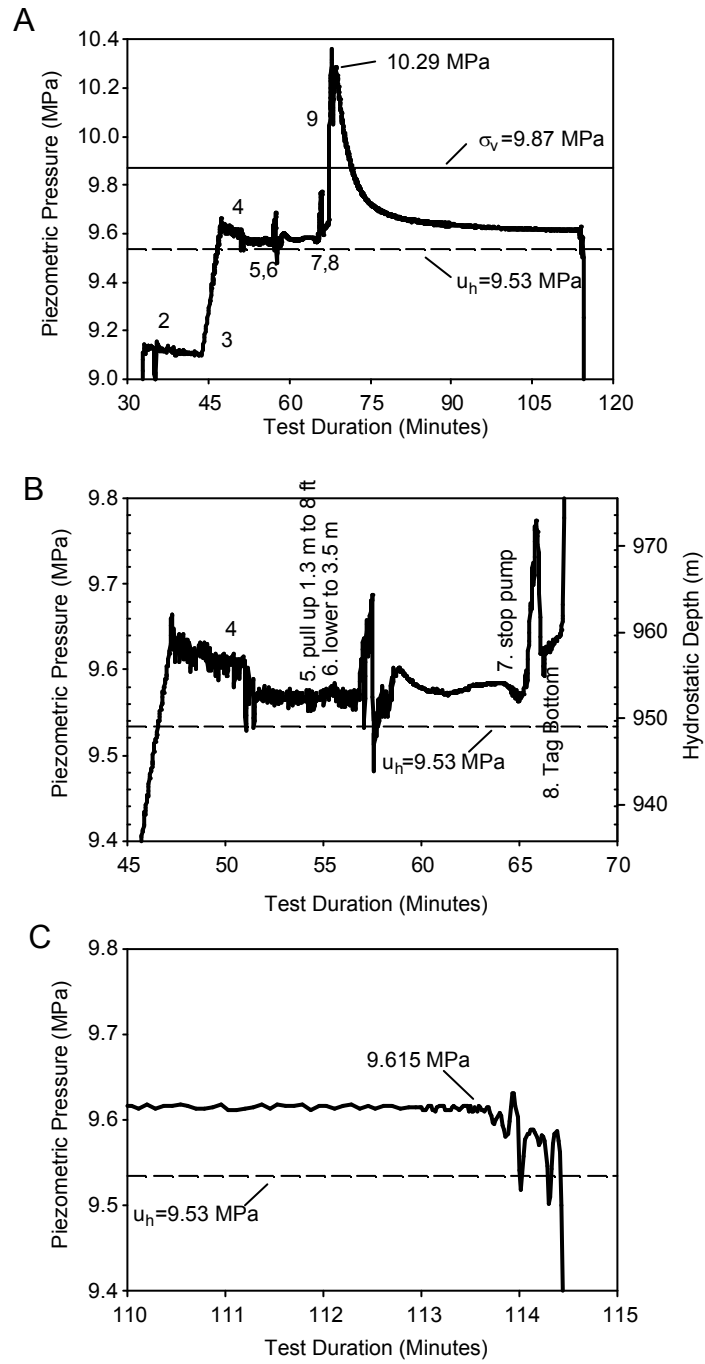 A
10.4
10.2
10.0
9.8
9.6
9.4
9.2
9.0
Piezometric Pressure (MPa)
10.29 MPa
9
σv=9.87 MPa
4
5,6
7,8
uh=9.53 MPa
2
3
30
45
60
75
90
105
120
Test Duration (Minutes)
B
9.8
9.7
9.6
9.5
9.4
Piezometric Pressure (MPa)
4
5. pull up 1.3 m to 8 ft
6. lower to 3.5 m
7. stop pump
8. Tag Bottom
uh=9.53 MPa
970
960
950
940
Hydrostatic Depth (m)
45
50
55
60
65
70
Test Duration (Minutes)
C
9.8
9.7
9.6
9.5
9.4
Piezometric Pressure (MPa)
9.615 MPa
uh=9.53 MPa
110
111
112
113
114
115
Test Duration (Minutes)